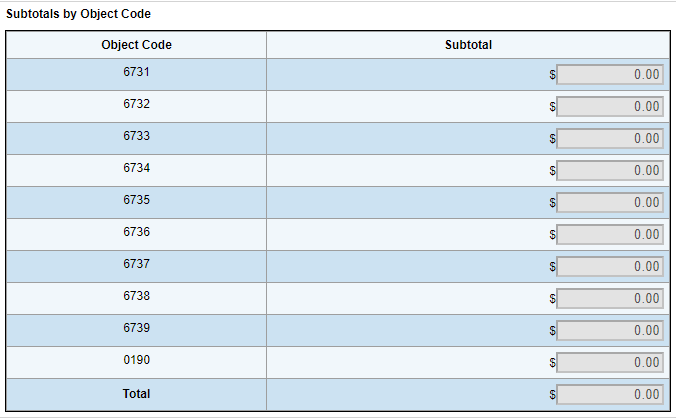 Subtotals by Object Code
Object Code Subtotal
6731 $ 0.00
6732 $ 0.00
6733 $ 0.00
6734 $ 0.00
6735 $ 0.00
6736 $ 0.00
6737 $ 0.00
6738 $ 0.00
6739 $ 0.00
0190 $ 0.00
Total $ 0.00